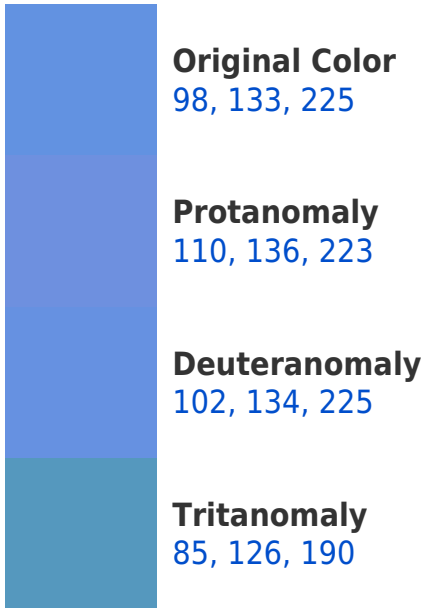 Original Color
98, 133, 225
Protanomaly
110, 136, 223
Deuteranomaly
102, 134, 225
Tritanomaly
85, 126, 190